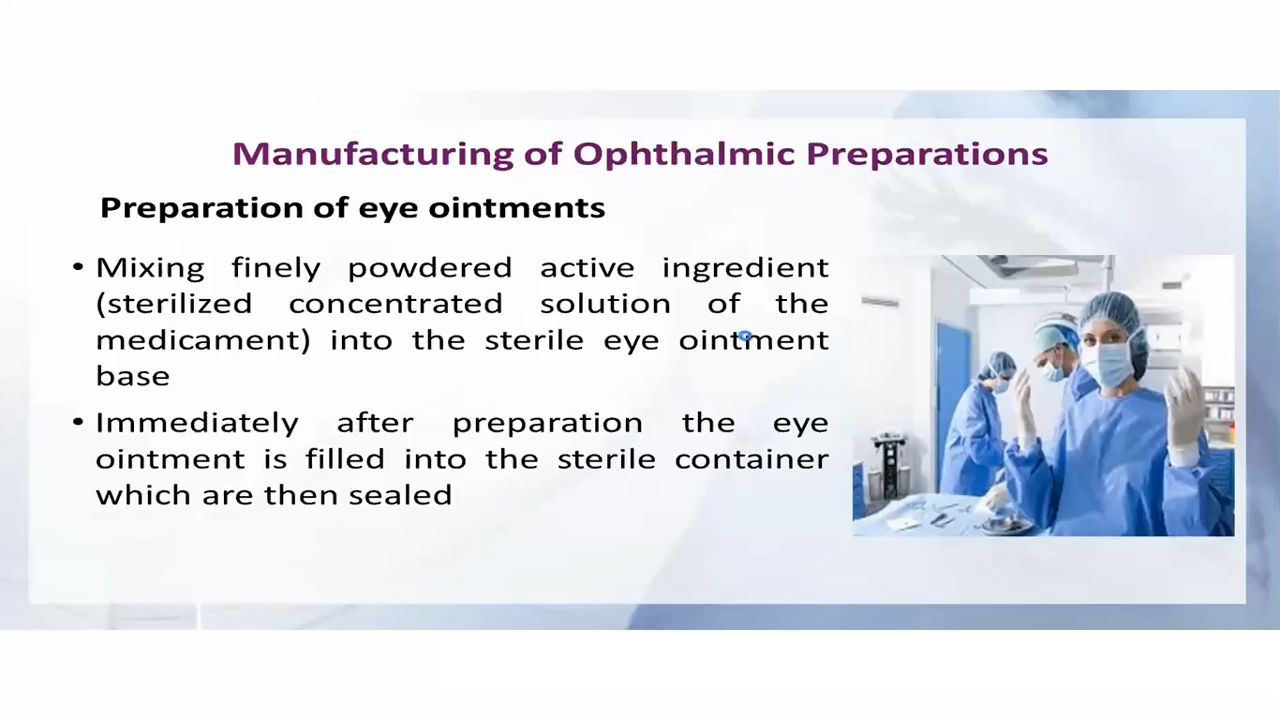 Manufacturing of Ophthalmic Preparations
Preparation of eye ointments
• Mixing finely powdered active ingredient
(sterilized concentrated solution of the
medicament) into the sterile eye ointment
base
• Immediately after preparation the eye
ointment is filled into the sterile container
which are then sealed